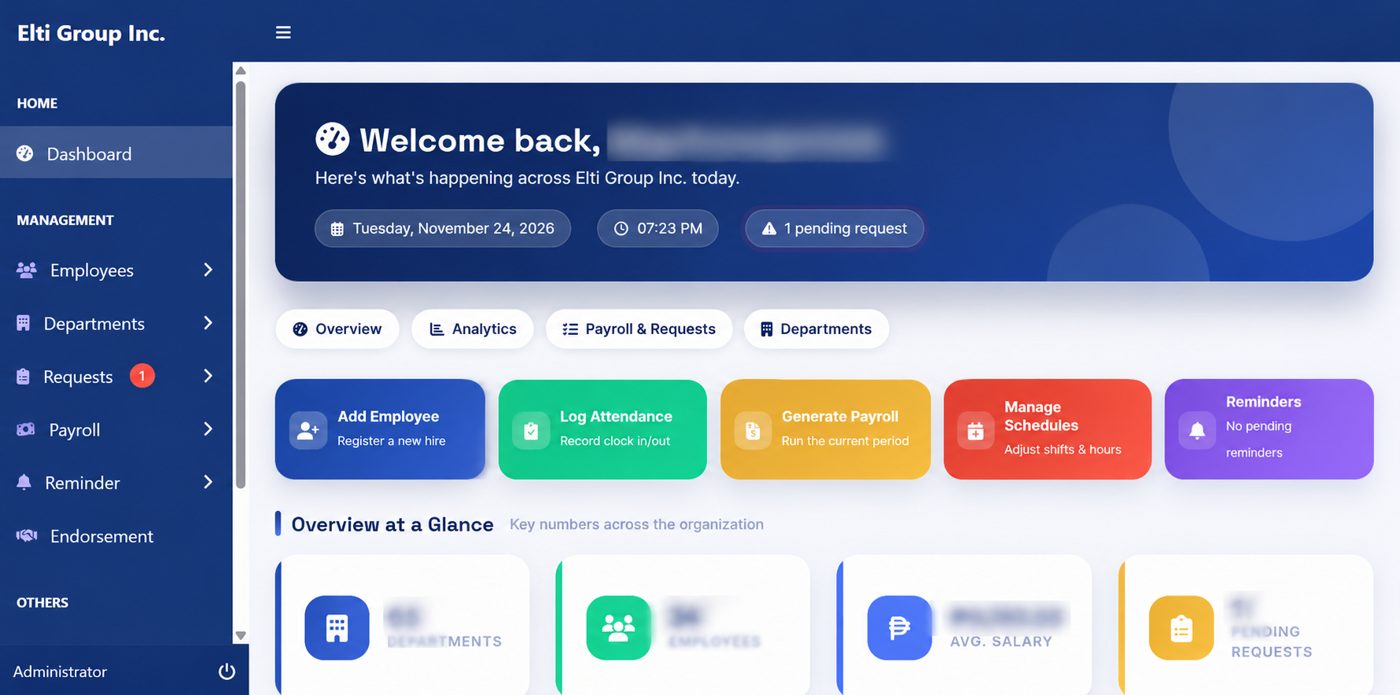 Elti Group Inc.
HOME
Dashboard
MANAGEMENT
Employees
Departments
Requests 1
Payroll
Reminder
Endorsement
OTHERS
Administrator
Welcome back,
Here's what's happening across Elti Group Inc. today.
Tuesday, November 24, 2026
07:23 PM
1 pending request
Overview
Analytics
Payroll & Requests
Departments
Add Employee
Register a new hire
Log Attendance
Record clock in/out
Generate Payroll
Run the current period
Manage
Schedules
Adjust shifts & hours
Reminders
No pending
reminders
Overview at a Glance
Key numbers across the organization
DEPARTMENTS
EMPLOYEES
AVG. SALARY
PENDING
REQUESTS